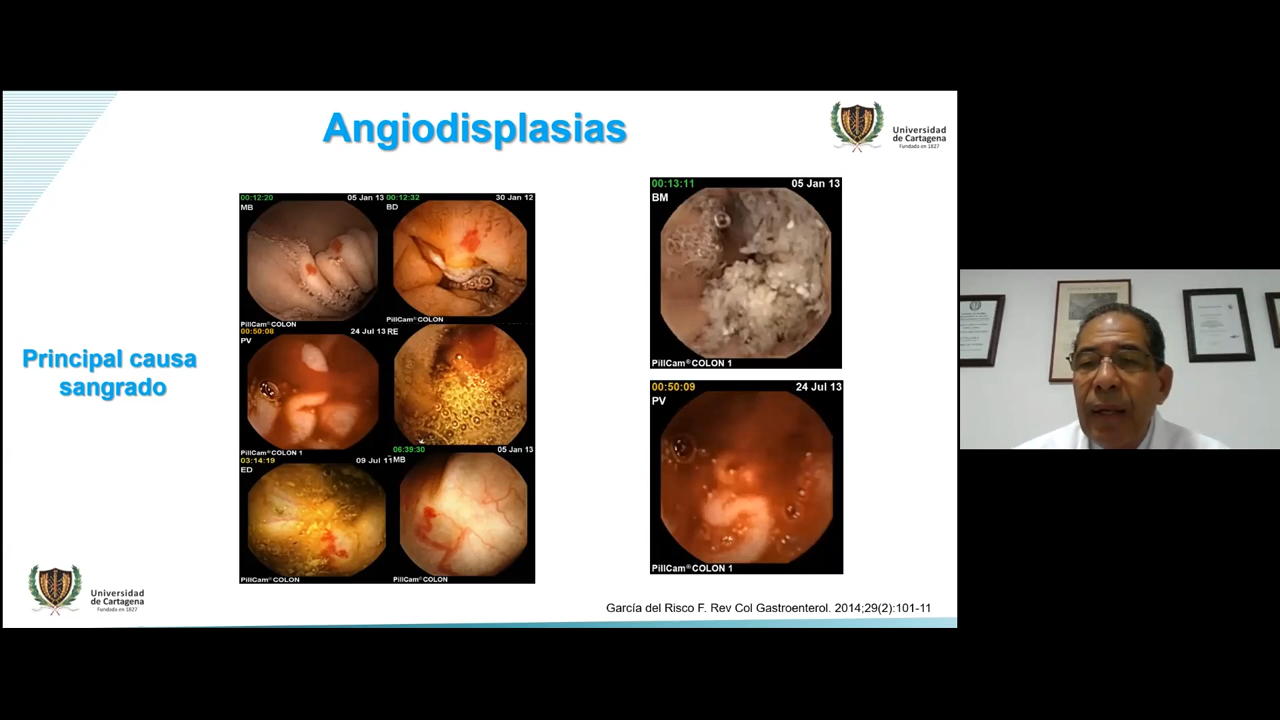 Angiodisplasias
Universidad
de Cartagena
Fundado en 1827
Principal causa
sangrado
00:12:20 05 Jan 13
MB
PillCam® COLON
00:12:32 30 Jan 12
BD
PillCam® COLON
00:50:08 24 Jul 13
PV
PillCam® COLON 1
RE
03:14:19 09 Jul 11
ED
PillCam® COLON
06:39:30 05 Jan 13
MB
PillCam® COLON
00:13:11 05 Jan 13
BM
PillCam® COLON 1
00:50:09 24 Jul 13
PV
PillCam® COLON 1
Universidad
de Cartagena
Fundado en 1827
García del Risco F. Rev Col Gastroenterol. 2014;29(2):101-11